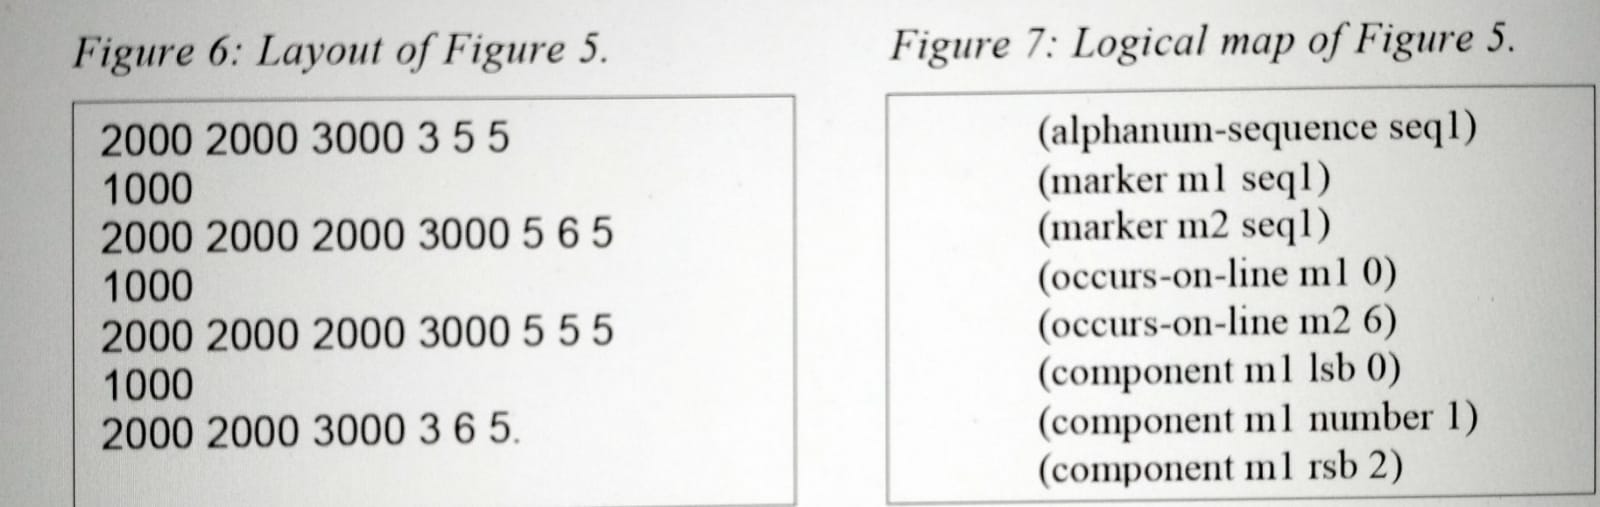 Figure 6: Layout of Figure 5.
2000 2000 3000 3 5 5
1000
2000 2000 2000 3000 5 6 5
1000
2000 2000 2000 3000 5 5 5
1000
2000 2000 3000 3 6 5.
Figure 7: Logical map of Figure 5.
(alphanum-sequence seq1)
(marker m1 seq1)
(marker m2 seq1)
(occurs-on-line m1 0)
(occurs-on-line m2 6)
(component m1 lsb 0)
(component m1 number 1)
(component m1 rsb 2)